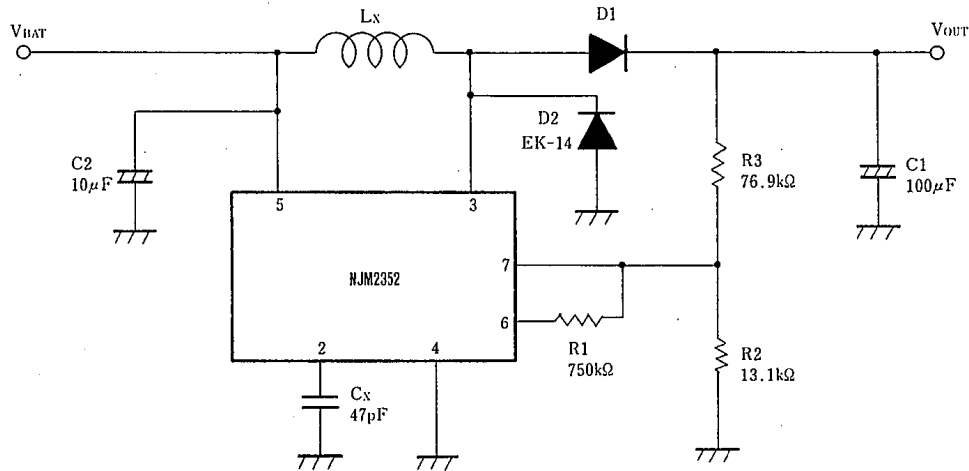 VBAT
LX
D1
VOUT
C2
10μF
D2
EK-14
R3
76.9kΩ
C1
100μF
5
3
NJM2352
7
6
R1
750kΩ
R2
13.1kΩ
2
4
CX
47pF